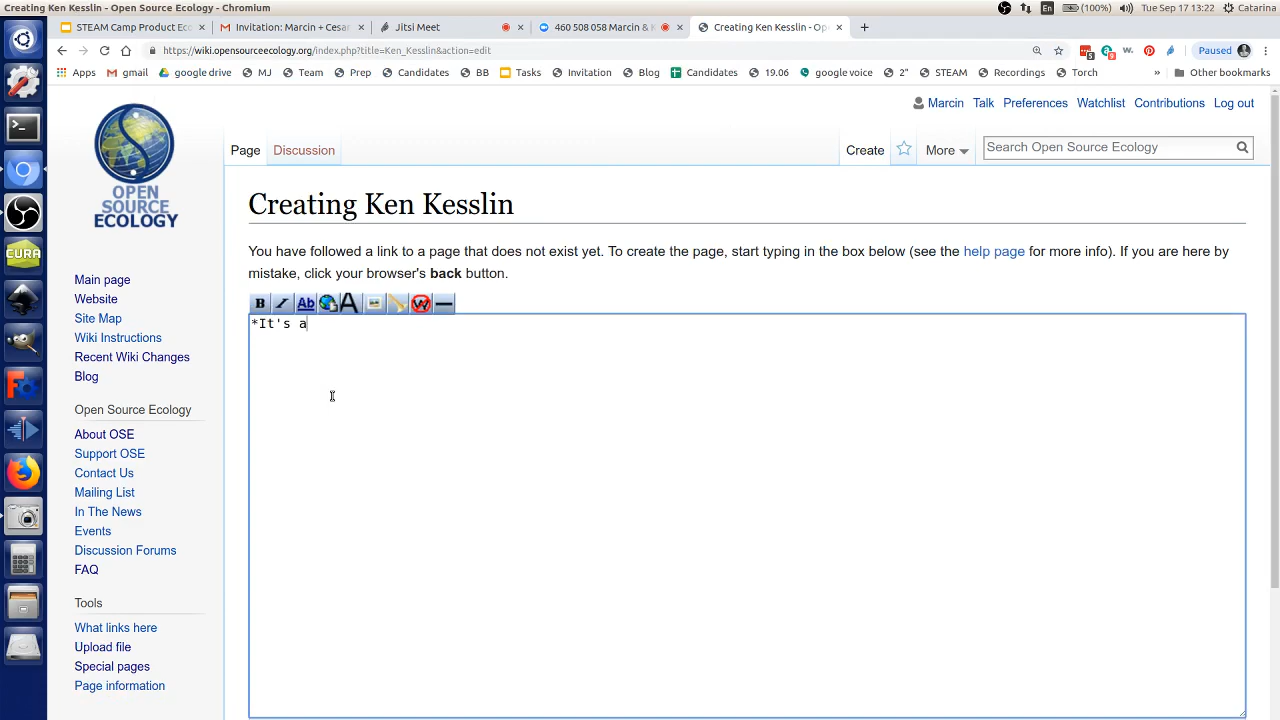 Creating Ken Kesslin - Open Source Ecology - Chromium
En (100%) Tue Sep 17 13:22 Catarina
STEAM Camp Product Ec × Invitation: Marcin + Cesar × Jitsi Meet × 460 508 058 Marcin & K × Creating Ken Kesslin - Op × +
https://wiki.opensourceecology.org/index.php?title=Ken_Kesslin&action=edit Paused
Apps gmail google drive MJ Team Prep Candidates BB Tasks Invitation Blog Candidates 19.06 google voice 2" STEAM Recordings Torch » Other bookmarks
Marcin Talk Preferences Watchlist Contributions Log out
Page Discussion Create More Search Open Source Ecology
OPEN
SOURCE
ECOLOGY
Creating Ken Kesslin
You have followed a link to a page that does not exist yet. To create the page, start typing in the box below (see the help page for more info). If you are here by
mistake, click your browser's back button.
B I Ab A W
*It's a
Main page
Website
Site Map
Wiki Instructions
Recent Wiki Changes
Blog
Open Source Ecology
About OSE
Support OSE
Contact Us
Mailing List
In The News
Events
Discussion Forums
FAQ
Tools
What links here
Upload file
Special pages
Page information
CURA